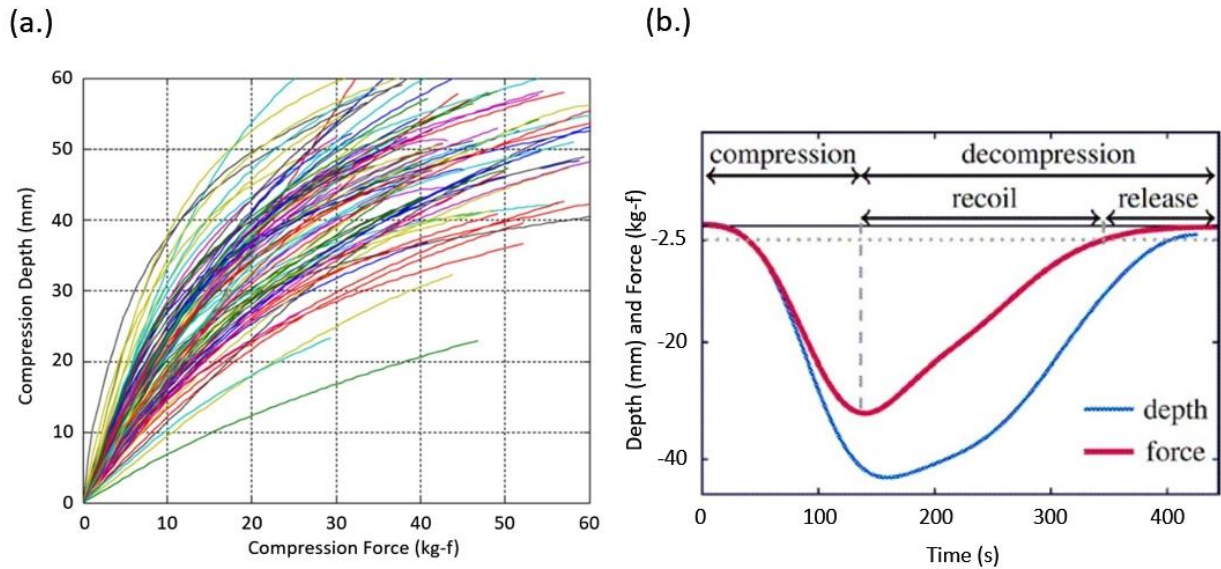 (a.)
60
50
40
30
20
10
0
0 10 20 30 40 50 60
Compression Depth (mm)
Compression Force (kg-f)
(b.)
compression decompression
recoil release
-2.5
-20
-40
depth
force
0 100 200 300 400
Depth (mm) and Force (kg-f)
Time (s)